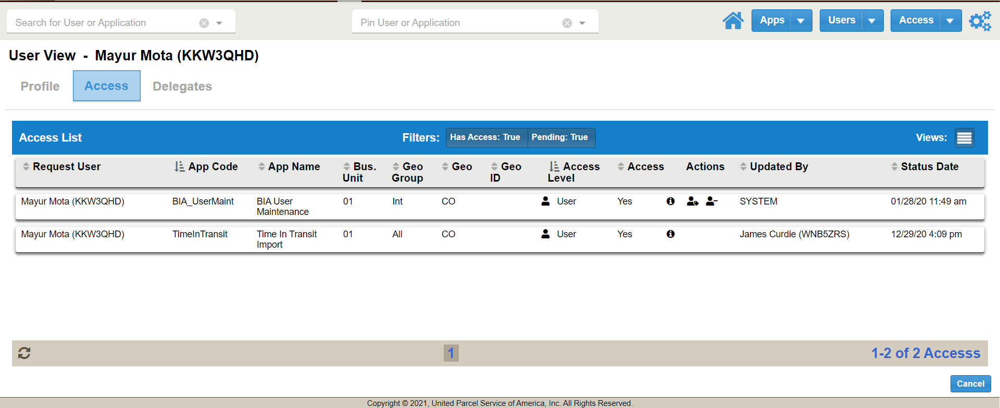 Search for User or Application
Pin User or Application
Apps
Users
Access
User View - Mayur Mota (KKW3QHD)
Profile
Access
Delegates
Access List
Filters:
Has Access: True
Pending: True
Views:
Request User
App Code
App Name
Bus. Unit
Geo Group
Geo
Geo ID
Access Level
Access
Actions
Updated By
Status Date
Mayur Mota (KKW3QHD)
BIA_UserMaint
BIA User
Maintenance
01
Int
CO
User
Yes
SYSTEM
01/28/20 11:49 am
Mayur Mota (KKW3QHD)
TimeInTransit
Time In Transit
Import
01
All
CO
User
Yes
James Curdie (WNB5ZRS)
12/29/20 4:09 pm
1
1-2 of 2 Accesss
Cancel
Copyright © 2021, United Parcel Service of America, Inc. All Rights Reserved.